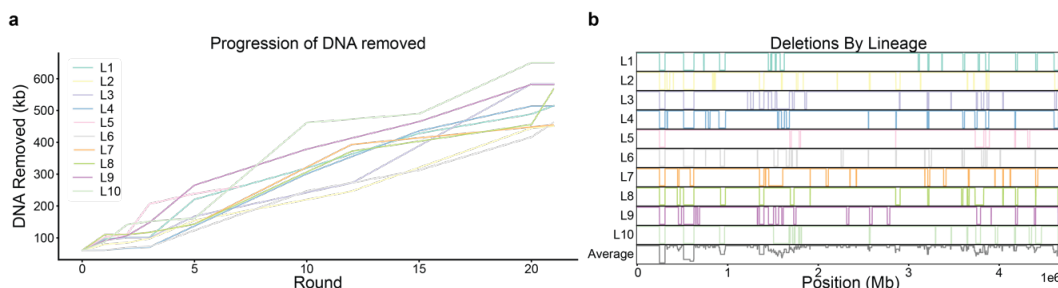 a
Progression of DNA removed
DNA Removed (kb)
600
500
400
300
200
100
L1
L2
L3
L4
L5
L6
L7
L8
L9
L10
0
5
10
15
20
Round
b
Deletions By Lineage
L1
L2
L3
L4
L5
L6
L7
L8
L9
L10
Average
0
1
2
3
4
1e6
Position (Mb)